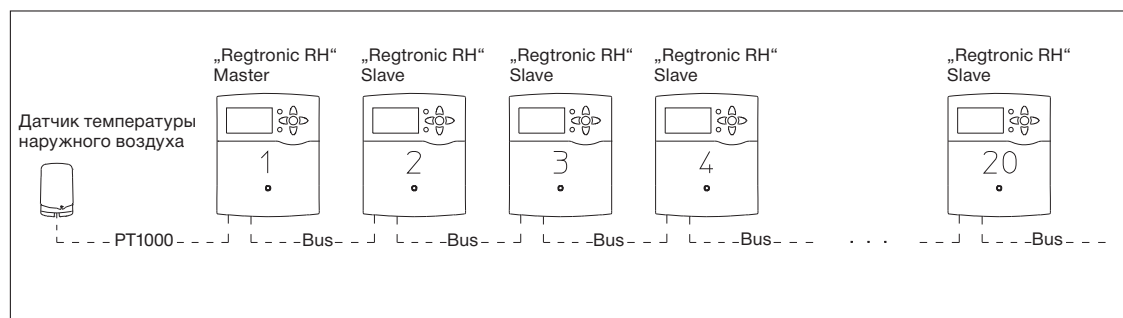 „Regtronic RH“
Master
„Regtronic RH“
Slave
„Regtronic RH“
Slave
„Regtronic RH“
Slave
„Regtronic RH“
Slave
Датчик температуры
наружного воздуха
1
2
3
4
20
PT1000
Bus
Bus
Bus
Bus
. . .
Bus